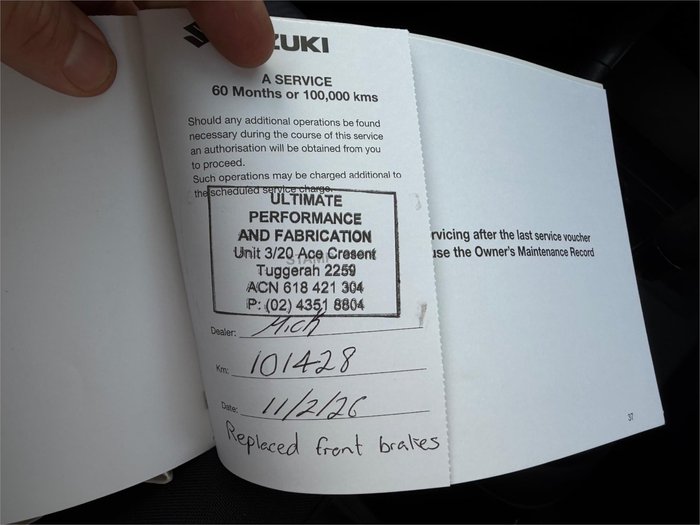 ZUKI
A SERVICE
60 Months or 100,000 kms
Should any additional operations be found
necessary during the course of this service
an authorisation will be obtained from you
to proceed.
Such operations may be charged additional to
the scheduled service charge.
ULTIMATE
PERFORMANCE
AND FABRICATION
Unit 3/20 Ace Cresent
STAMP
Tuggerah 2259
ACN 618 421 304
P: (02) 4351 8804
Dealer: Mich
Km: 101428
Date: 11/2/26
Replaced front brakes
rvicing after the last service voucher
use the Owner's Maintenance Record
37